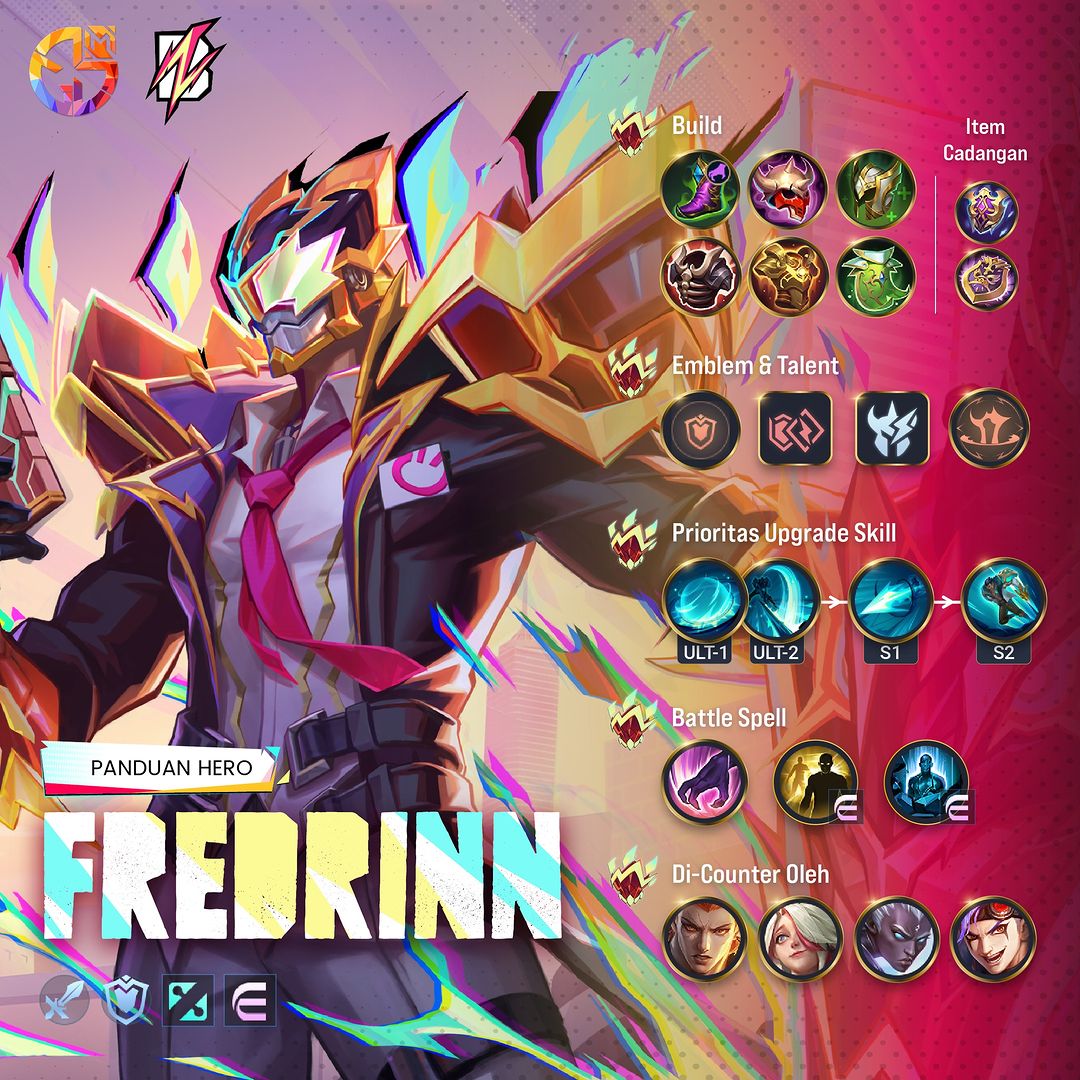 M
Build
Item
Cadangan
Emblem & Talent
Prioritas Upgrade Skill
ULT-1
ULT-2
S1
S2
Battle Spell
PANDUAN HERO
FREDRINN
Di-Counter Oleh